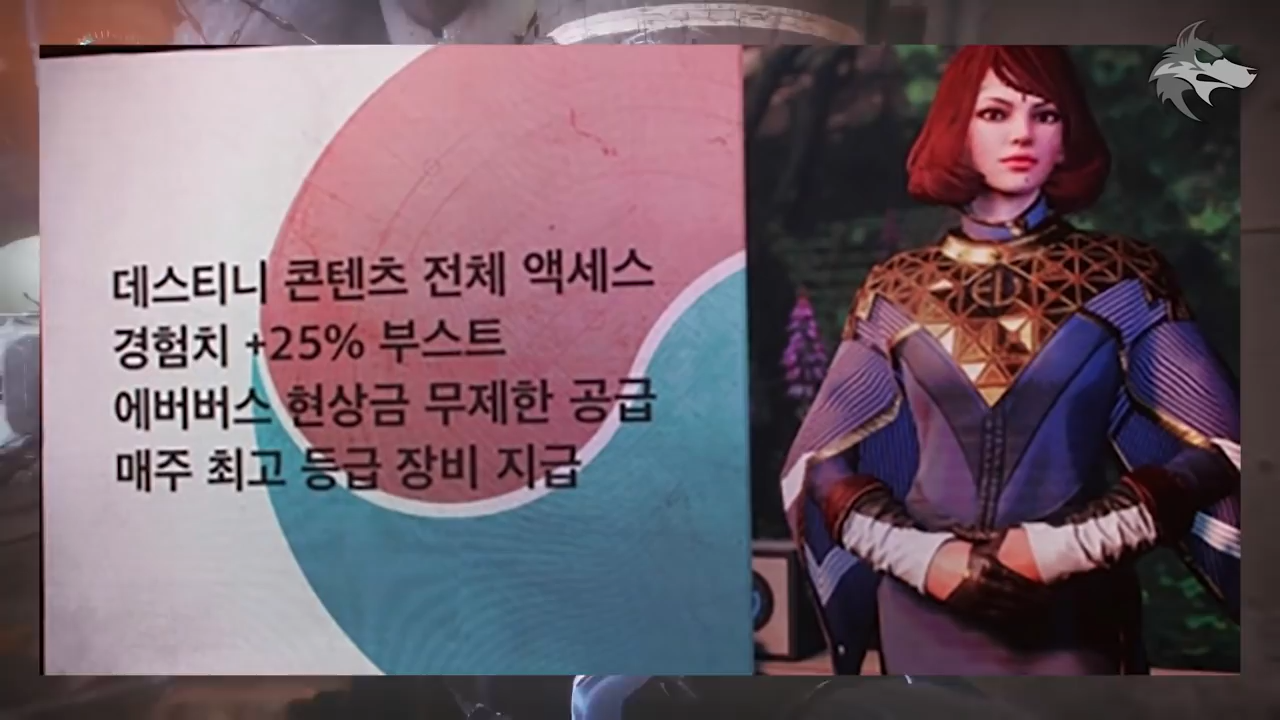 데스티니 콘텐츠 전체 액세스
경험치 +25% 부스트
에버버스 현상금 무제한 공급
매주 최고 등급 장비 지급